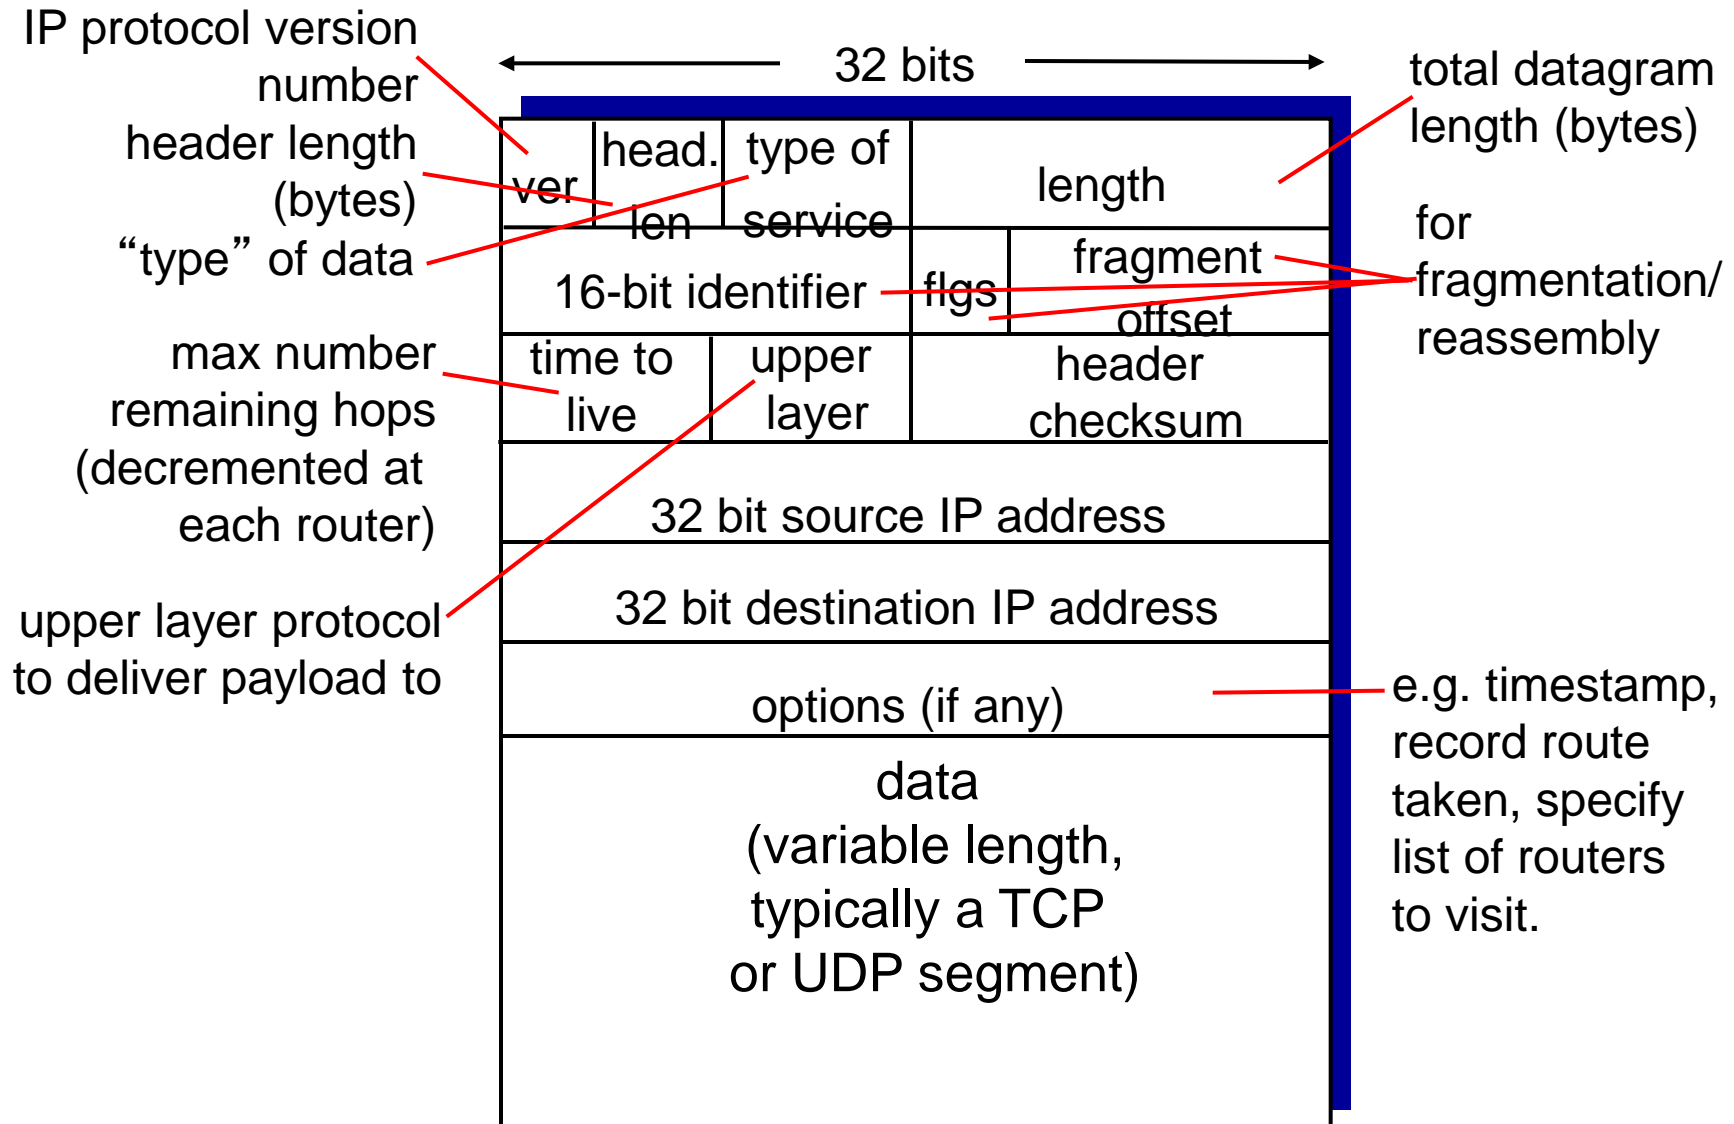 IP protocol version
number
header length
(bytes)
“type” of data
max number
remaining hops
(decremented at
each router)
upper layer protocol
to deliver payload to
32 bits
ver
head.
len
type of
service
length
16-bit identifier
flgs
fragment
offset
time to
live
upper
layer
header
checksum
32 bit source IP address
32 bit destination IP address
options (if any)
data
(variable length,
typically a TCP
or UDP segment)
total datagram
length (bytes)
for
fragmentation/
reassembly
e.g. timestamp,
record route
taken, specify
list of routers
to visit.